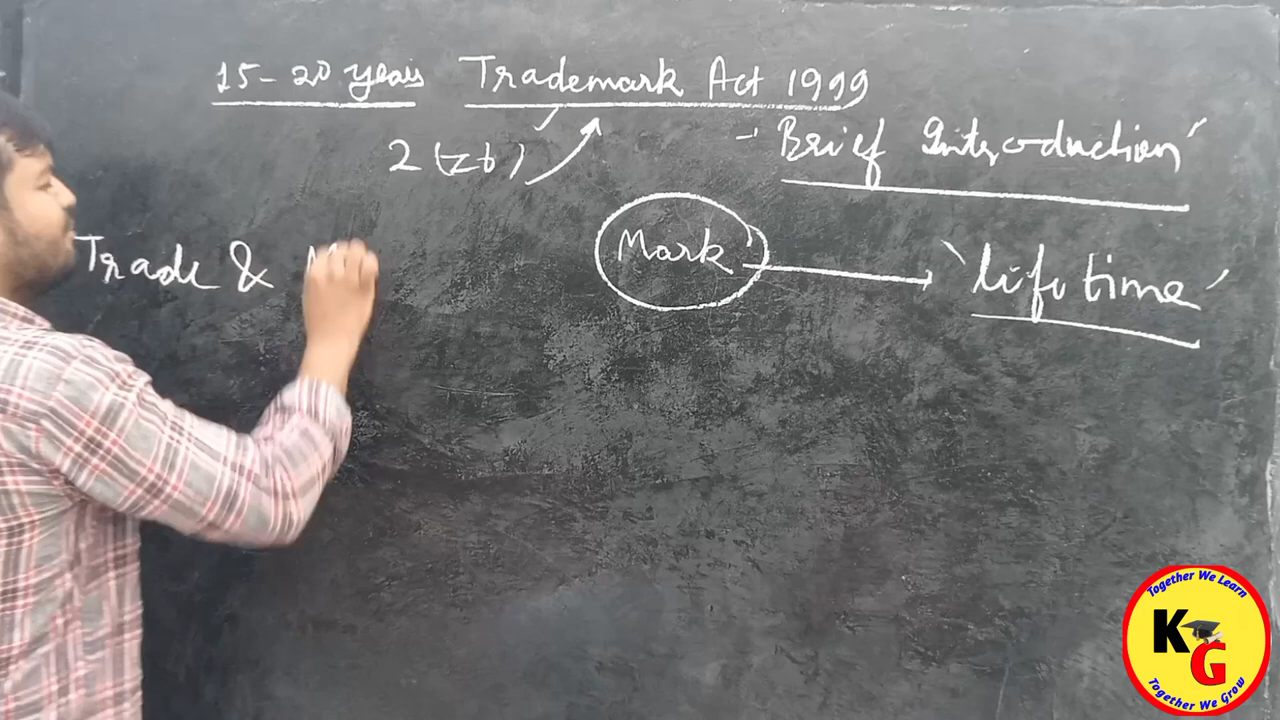 15-20 years Trademark Act 1999
2 (zb)
- "Brief Introduction"
Trade & M
Mark
"life time"
Together We Learn
KG
Together We Grow